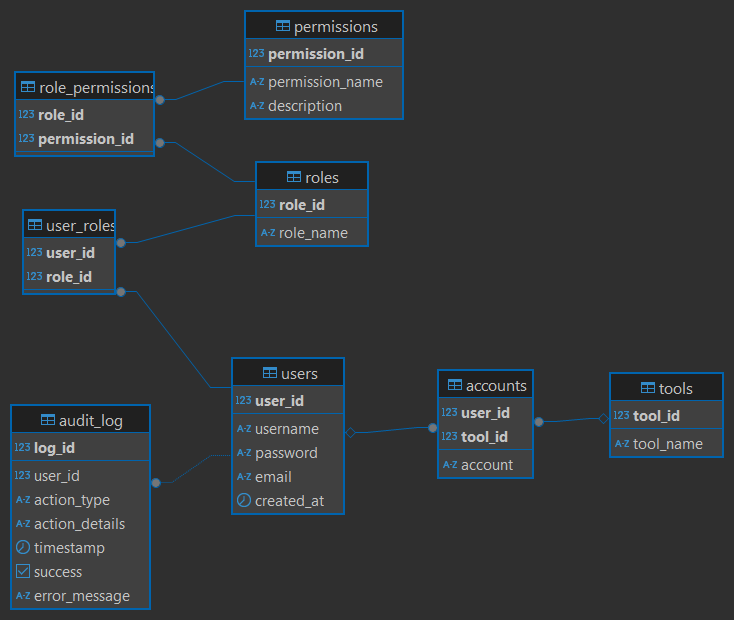 permissions
123 permission_id
A-Z permission_name
A-Z description
role_permissions
123 role_id
123 permission_id
roles
123 role_id
A-Z role_name
user_roles
123 user_id
123 role_id
users
123 user_id
A-Z username
A-Z password
A-Z email
created_at
accounts
123 user_id
123 tool_id
A-Z account
tools
123 tool_id
A-Z tool_name
audit_log
123 log_id
123 user_id
A-Z action_type
A-Z action_details
timestamp
success
A-Z error_message